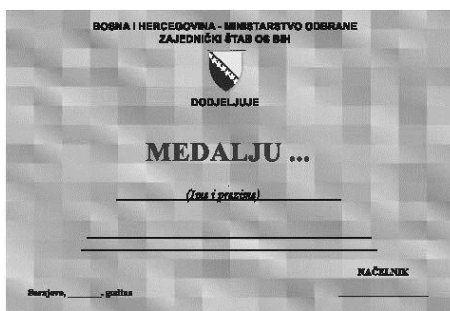 BOSNA I HERCEGOVINA - MINISTARSTVO ODBRANE
ZAJEDNIČKI ŠTAB OS BIH
DODJELJUJE
MEDALJU ...
(Ime i prezime)
NAČELNIK
Sarajevo, ______. godine